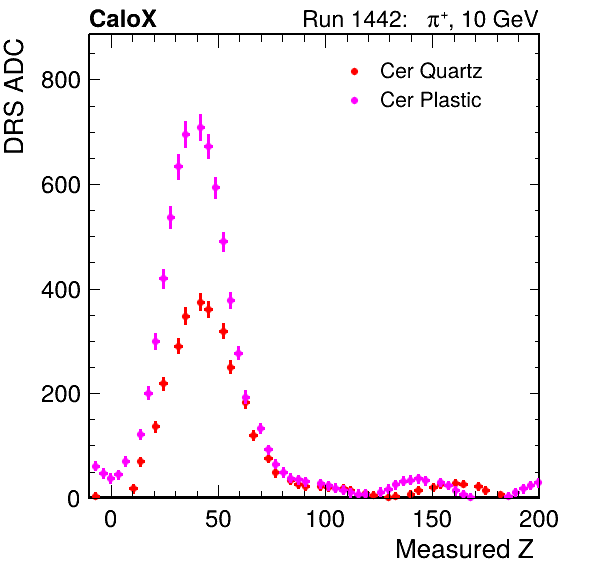 CaloX Run 1442: π⁺, 10 GeV
DRS ADC
Cer Quartz
Cer Plastic
800
600
400
200
0
0 50 100 150 200
Measured Z